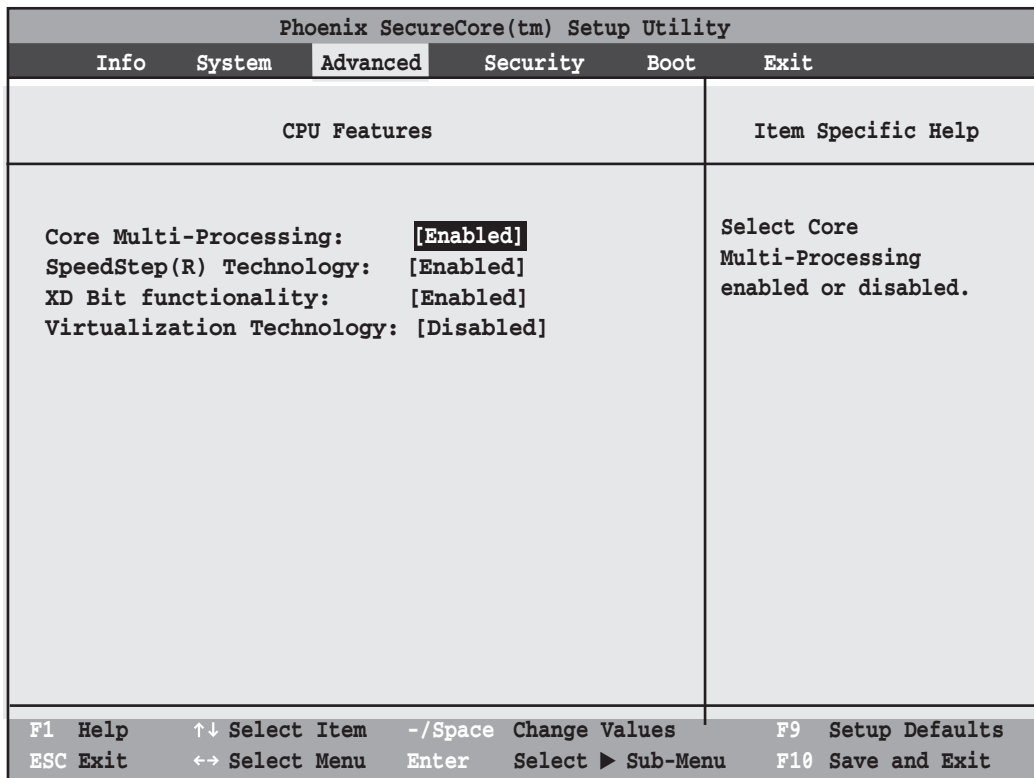 Phoenix SecureCore(tm) Setup Utility
Info System Advanced Security Boot Exit
CPU Features
Item Specific Help
Core Multi-Processing: [Enabled]
SpeedStep(R) Technology: [Enabled]
XD Bit functionality: [Enabled]
Virtualization Technology: [Disabled]
Select Core
Multi-Processing
enabled or disabled.
F1 Help ↑↓ Select Item -/Space Change Values F9 Setup Defaults
ESC Exit ←→ Select Menu Enter Select ▶ Sub-Menu F10 Save and Exit